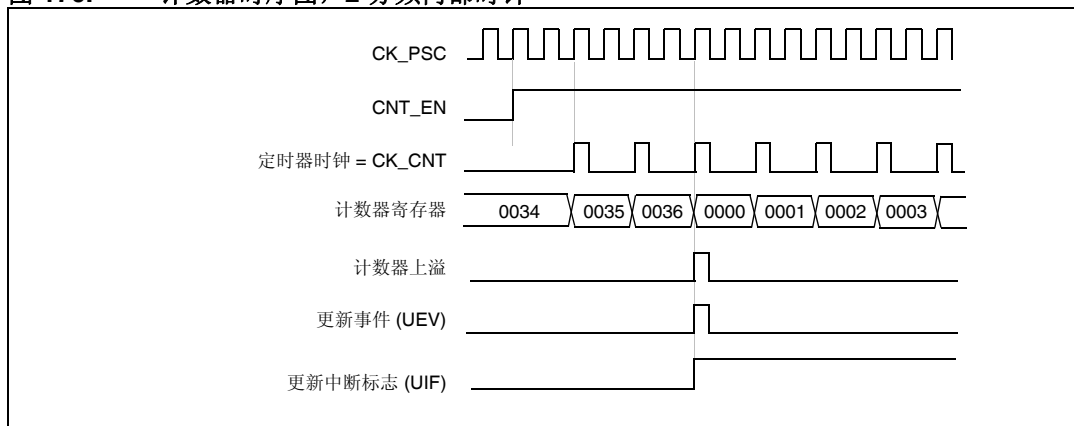 CK_PSC
CNT_EN
定时器时钟 = CK_CNT
计数器寄存器 0034 0035 0036 0000 0001 0002 0003
计数器上溢
更新事件 (UEV)
更新中断标志 (UIF)